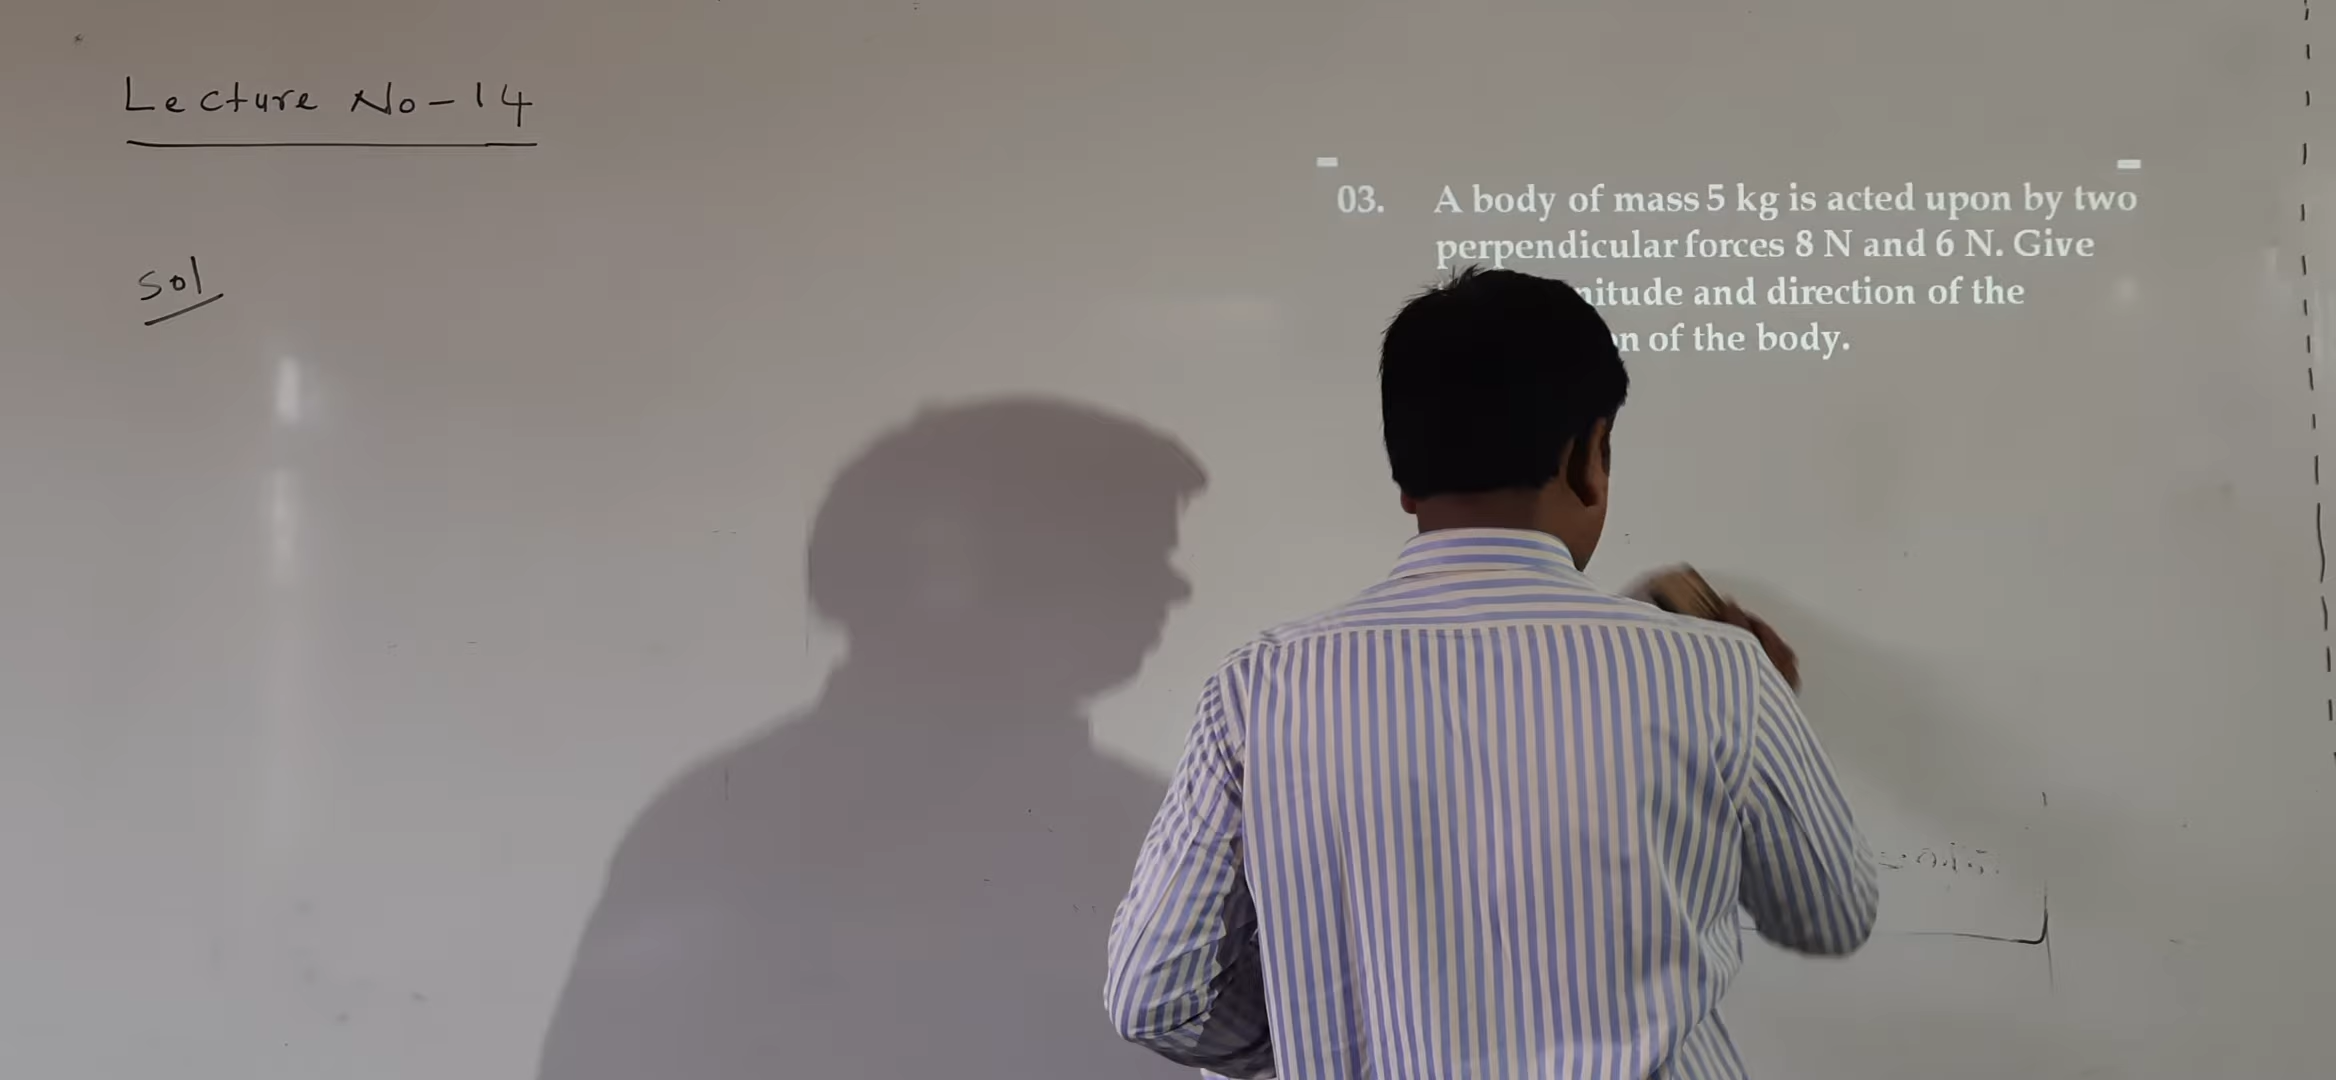 Lecture No-14
Sol
03. A body of mass 5 kg is acted upon by two
perpendicular forces 8 N and 6 N. Give
and direction of the
of the body.